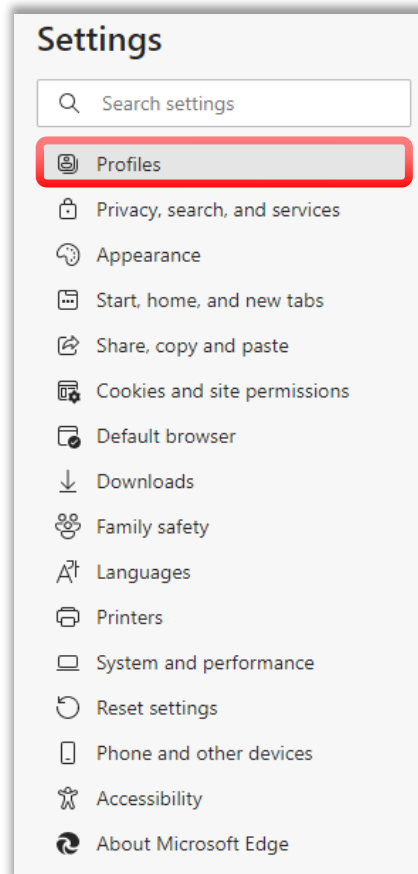 Settings
Search settings
Profiles
Privacy, search, and services
Appearance
Start, home, and new tabs
Share, copy and paste
Cookies and site permissions
Default browser
Downloads
Family safety
Languages
Printers
System and performance
Reset settings
Phone and other devices
Accessibility
About Microsoft Edge